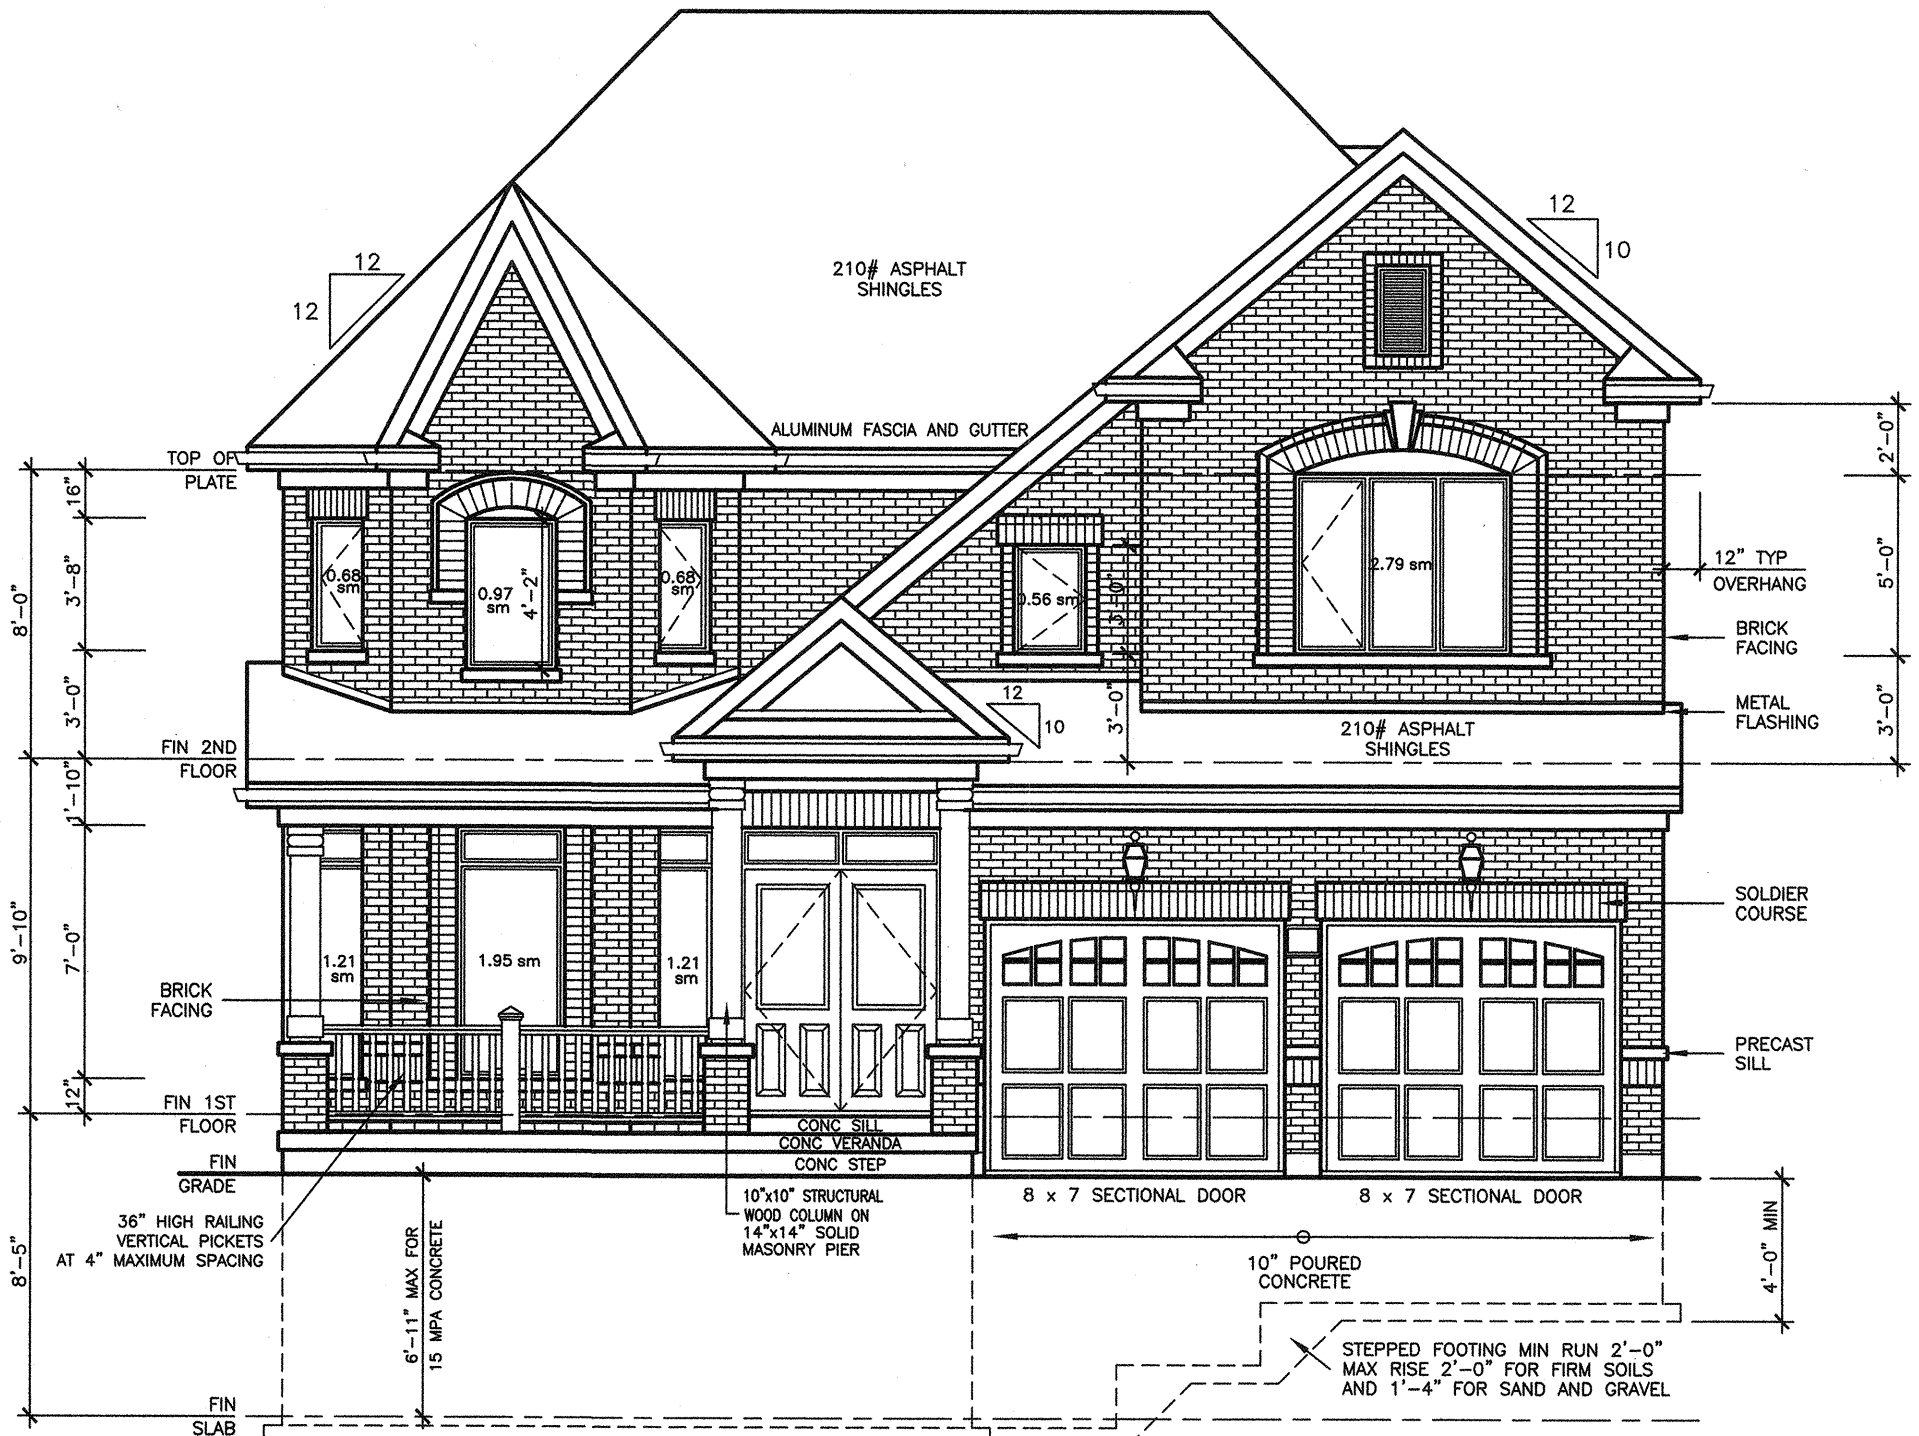 12
12
210# ASPHALT
SHINGLES
12
10
ALUMINUM FASCIA AND GUTTER
TOP OF
PLATE
16"
3'-8"
8'-0"
3'-0"
0.68
sm
0.97
sm
4'-2"
0.68
sm
0.56 sm
3'-0"
3'-0"
2.79 sm
2'-0"
5'-0"
3'-0"
12" TYP
OVERHANG
BRICK
FACING
METAL
FLASHING
12
10
210# ASPHALT
SHINGLES
FIN 2ND
FLOOR
1'-10"
9'-10"
7'-0"
12"
1.21
sm
1.95 sm
1.21
sm
BRICK
FACING
SOLDIER
COURSE
PRECAST
SILL
FIN 1ST
FLOOR
CONC SILL
CONC VERANDA
CONC STEP
FIN
GRADE
8 x 7 SECTIONAL DOOR
8 x 7 SECTIONAL DOOR
36" HIGH RAILING
VERTICAL PICKETS
AT 4" MAXIMUM SPACING
10"x10" STRUCTURAL
WOOD COLUMN ON
14"x14" SOLID
MASONRY PIER
8'-5"
6'-11" MAX FOR
15 MPA CONCRETE
10" POURED
CONCRETE
4'-0" MIN
STEPPED FOOTING MIN RUN 2'-0"
MAX RISE 2'-0" FOR FIRM SOILS
AND 1'-4" FOR SAND AND GRAVEL
FIN
SLAB